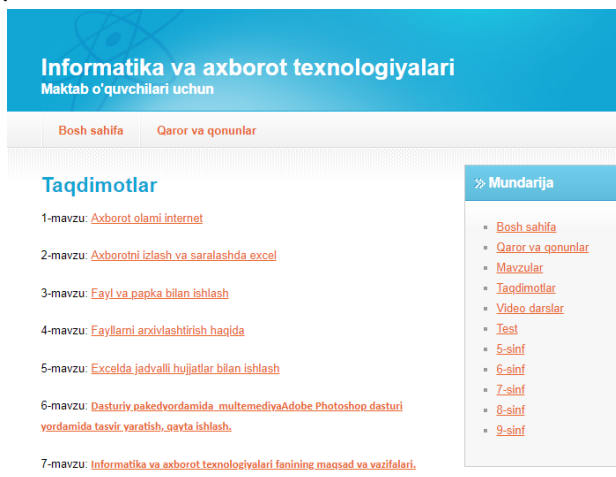 Informatika va axborot texnologiyalari
Maktab o'quvchilari uchun
Bosh sahifa Qaror va qonunlar
Taqdimotlar
1-mavzu: Axborot olami internet
2-mavzu: Axborotni izlash va saralashda excel
3-mavzu: Fayl va papka bilan ishlash
4-mavzu: Fayllarni arxivlashtirish haqida
5-mavzu: Excelda jadvalli hujjatlar bilan ishlash
6-mavzu: Dasturiy pakedyordamida multemediyaAdobe Photoshop dasturi
yordamida tasvir yaratish, qayta ishlash.
7-mavzu: Informatika va axborot texnologiyalari fanining maqsad va vazifalari.
Mundarija
Bosh sahifa
Qaror va qonunlar
Mavzular
Taqdimotlar
Video darslar
Test
5-sinf
6-sinf
7-sinf
8-sinf
9-sinf